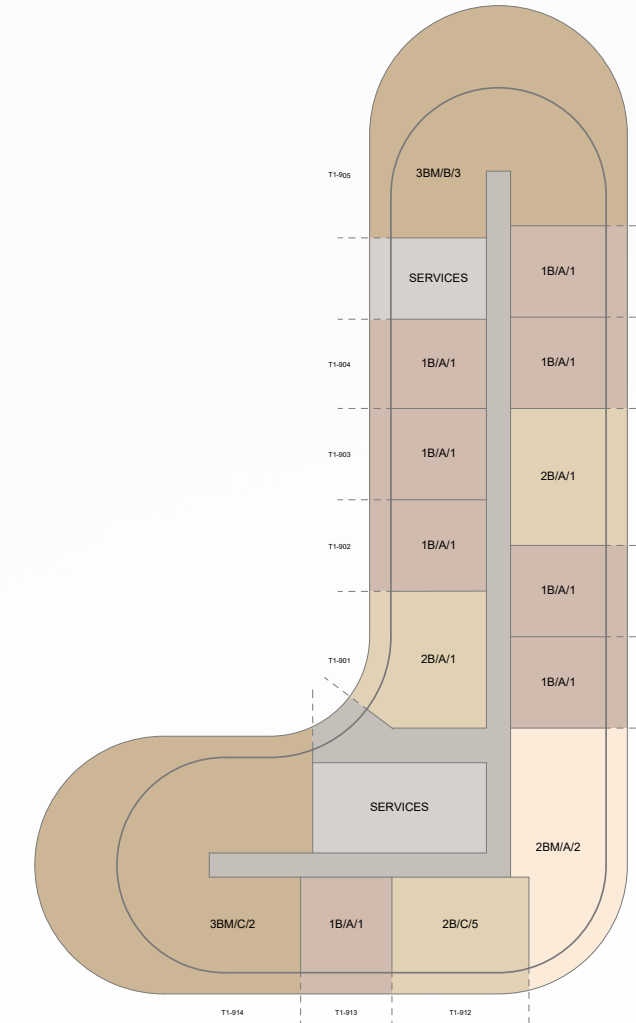 T1-905
3BM/B/3
SERVICES
1B/A/1
T1-904
1B/A/1
1B/A/1
T1-903
1B/A/1
2B/A/1
T1-902
1B/A/1
1B/A/1
T1-901
2B/A/1
1B/A/1
SERVICES
2BM/A/2
3BM/C/2
1B/A/1
2B/C/5
T1-914
T1-913
T1-912